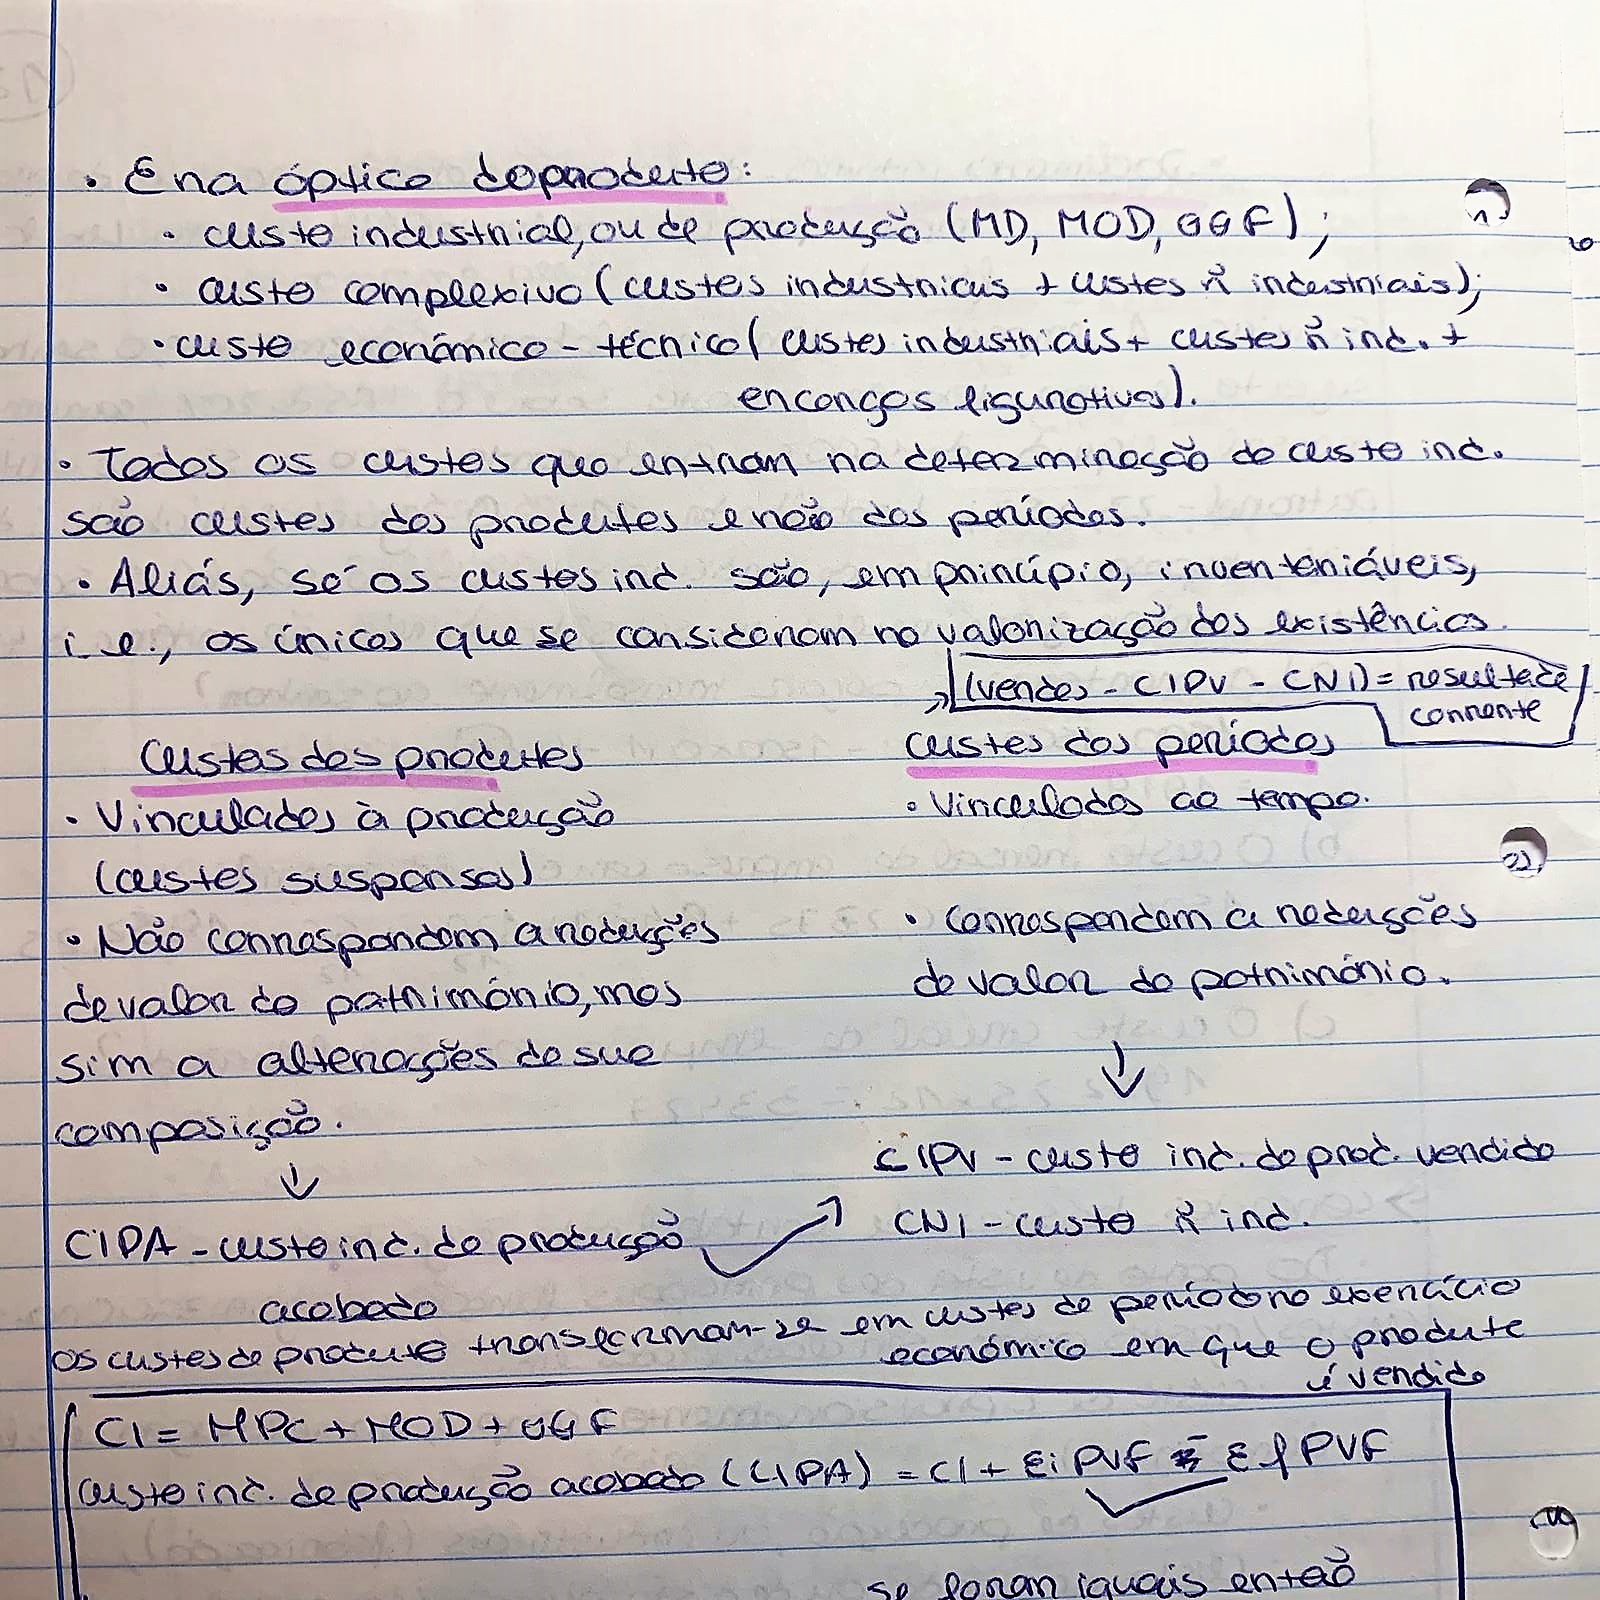 • E na óptica do produto:
• custo industrial, ou de produção (MD, MOD, GGF);
• custo complexivo (custos industriais + custos ñ industriais);
• custo económico-técnico (custos industriais + custos ñ ind. +
encargos figurativos).
• Todos os custos que entram na determinação do custo ind.
são custos dos produtos e não dos períodos.
• Aliás, só os custos ind. são, em princípio, inventariáveis,
i.e., os únicos que se consideram na valorização das existências.
(vendas - CIPV - CNI) = resultado
corrente
Custos dos produtos
• Vinculados à produção
(custos suspensos)
• Não correspondem a reduções
de valor do património, mas
sim a alterações de sua
composição.
↓
CIPA - custo ind. da produção
acabada
Custos dos períodos
• Vinculados ao tempo.
• Correspondem a reduções
de valor do património.
↓
CIPV - custo ind. do prod. vendido
CNI - custo ñ ind.
Os custos do produto transformam-se em custos do período no exercício
económico em que o produto
é vendido
CI = MPC + MOD + GGF
Custo ind. da produção acabada (CIPA) = CI + Ei PVF - Ef PVF
se foram iguais então